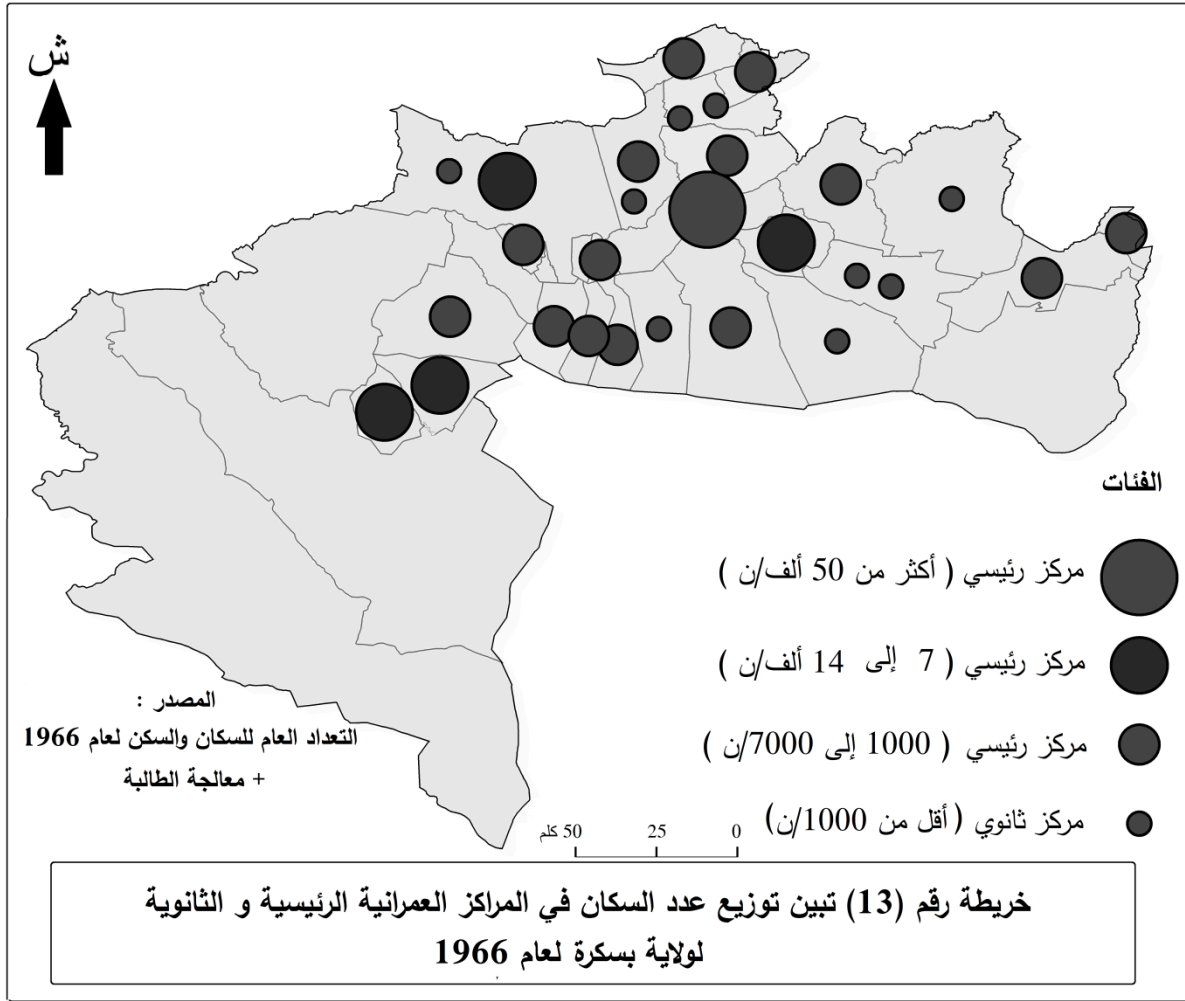 ش
الفئات
مركز رئيسي ( أكثر من 50 ألف/ن )
مركز رئيسي ( 7 إلى 14 ألف/ن )
مركز رئيسي ( 1000 إلى 7000/ن )
مركز ثانوي ( أقل من 1000/ن)
المصدر :
التعداد العام للسكان والسكن لعام 1966
+ معالجة الطالبة
0 25 50 كلم
خريطة رقم (13) تبين توزيع عدد السكان في المراكز العمرانية الرئيسية و الثانوية
لولاية بسكرة لعام 1966